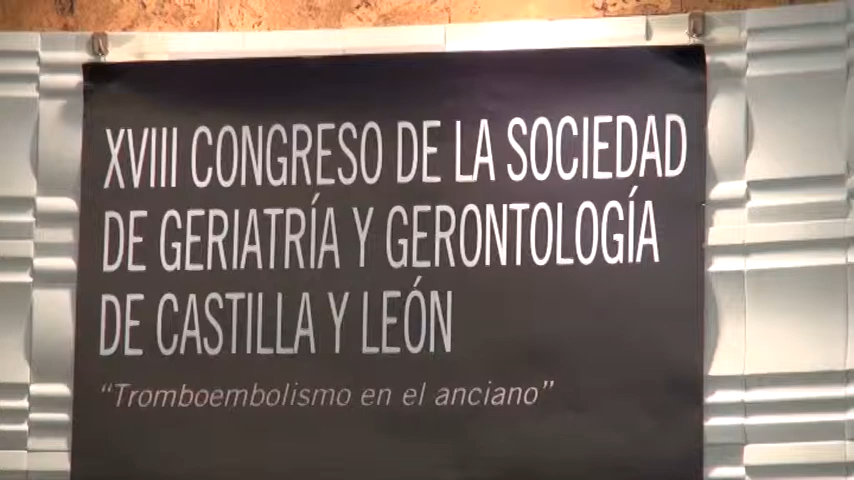 XVIII CONGRESO DE LA SOCIEDAD
DE GERIATRÍA Y GERONTOLOGÍA
DE CASTILLA Y LEÓN
“Tromboembolismo en el anciano”